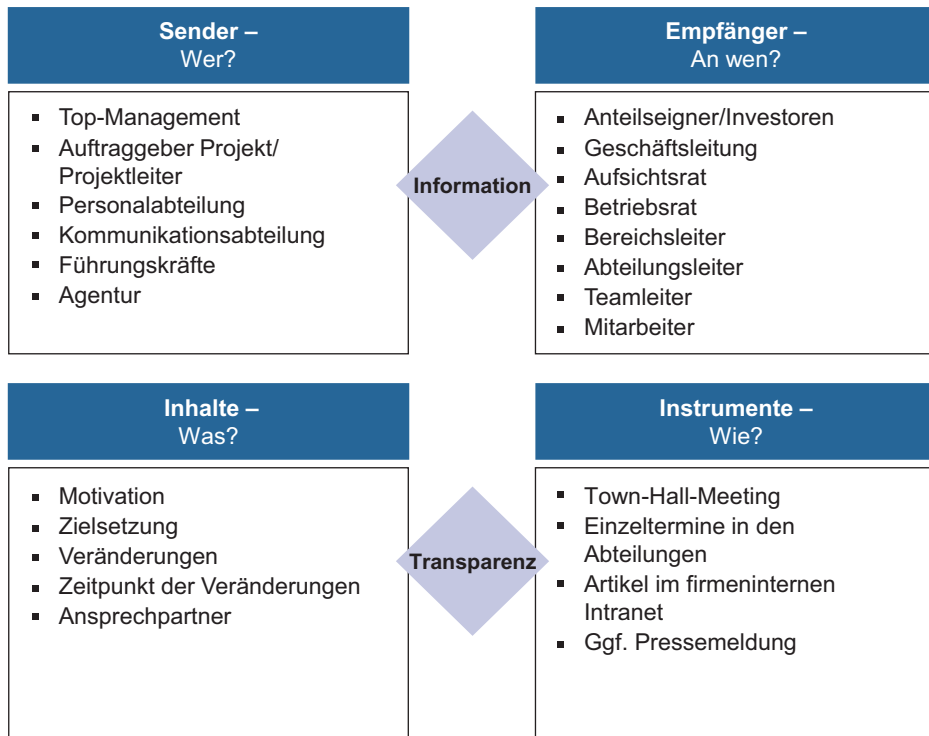 Sender –
Wer?
▪ Top-Management
▪ Auftraggeber Projekt/
Projektleiter
▪ Personalabteilung
▪ Kommunikationsabteilung
▪ Führungskräfte
▪ Agentur
Information
Empfänger –
An wen?
▪ Anteilseigner/Investoren
▪ Geschäftsleitung
▪ Aufsichtsrat
▪ Betriebsrat
▪ Bereichsleiter
▪ Abteilungsleiter
▪ Teamleiter
▪ Mitarbeiter
Inhalte –
Was?
▪ Motivation
▪ Zielsetzung
▪ Veränderungen
▪ Zeitpunkt der Veränderungen
▪ Ansprechpartner
Transparenz
Instrumente –
Wie?
▪ Town-Hall-Meeting
▪ Einzeltermine in den
Abteilungen
▪ Artikel im firmeninternen
Intranet
▪ Ggf. Pressemeldung